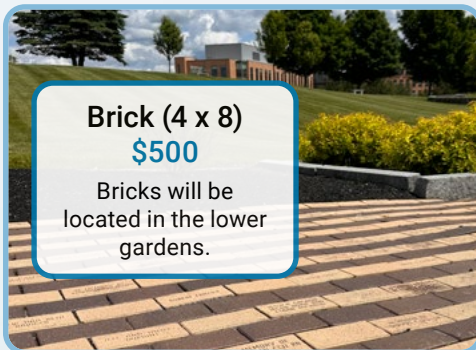 Brick (4 x 8)
$500
Bricks will be
located in the lower
gardens.